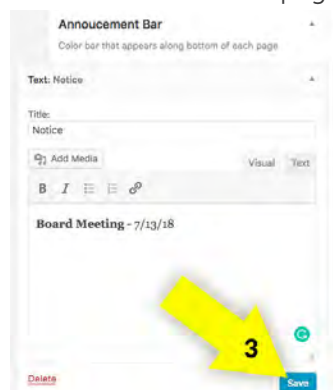 Annoucement Bar
Color bar that appears along bottom of each page
Text: Notice
Title:
Notice
Add Media
Visual Text
B I
Board Meeting - 7/13/18
3
Delete
Save